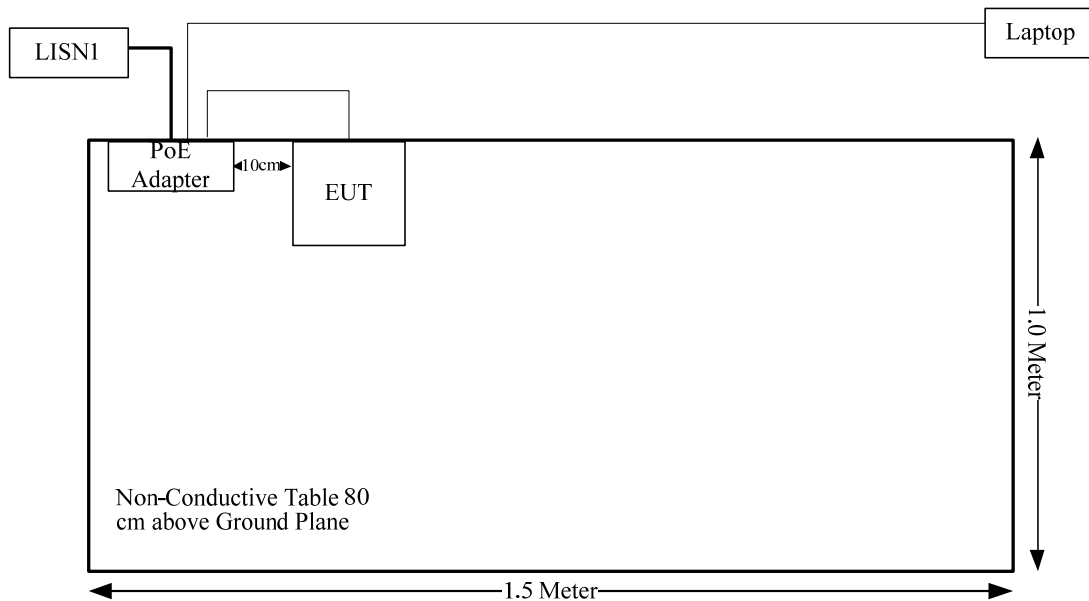 LISN1
Laptop
PoE
Adapter
10cm
EUT
1.0 Meter
Non-Conductive Table 80
cm above Ground Plane
1.5 Meter